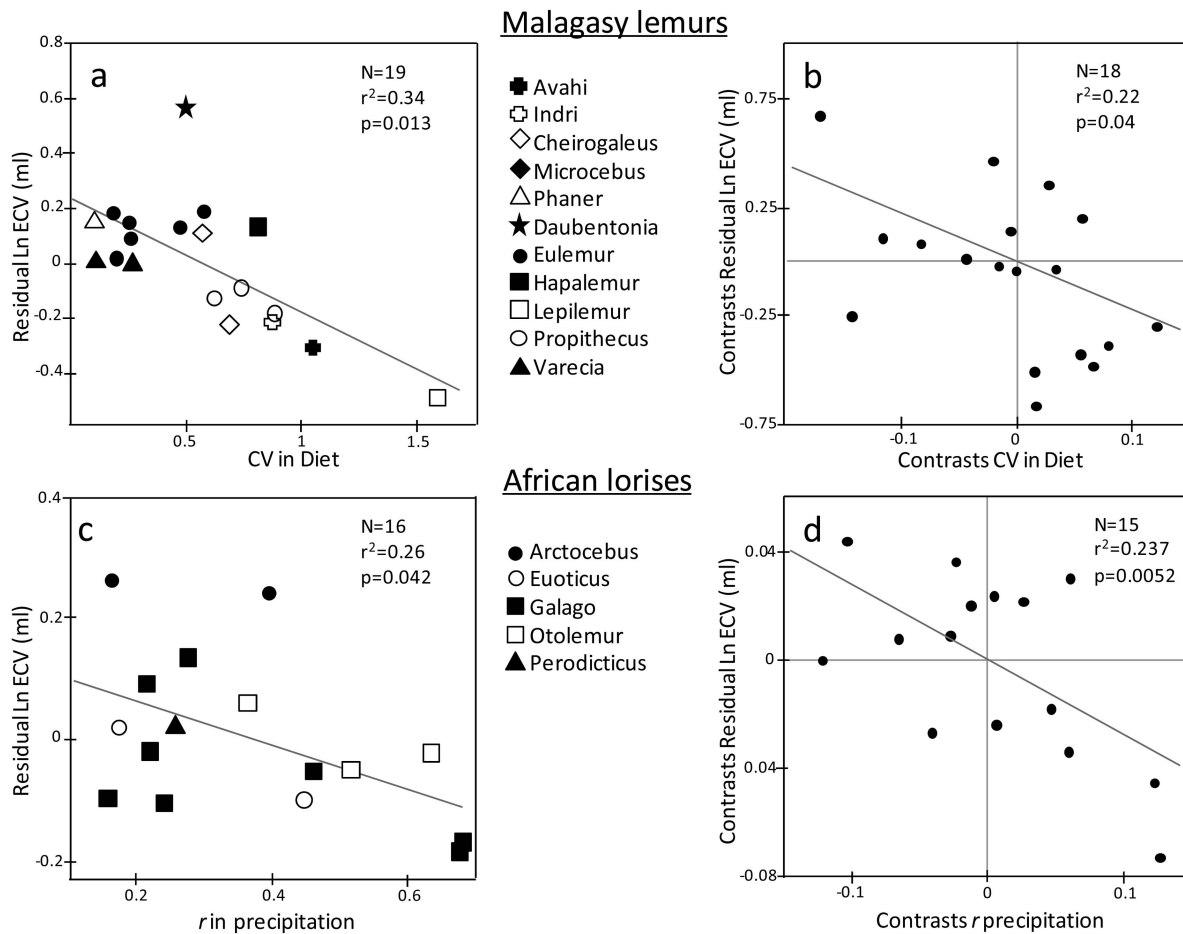 Malagasy lemurs
a
N=19
r²=0.34
p=0.013
0.8
0.6
0.4
0.2
0
-0.2
-0.4
Residual Ln ECV (ml)
0.5
1
1.5
CV in Diet
Avahi
Indri
Cheirogaleus
Microcebus
Phaner
Daubentonia
Eulemur
Hapalemur
Lepilemur
Propithecus
Varecia
b
N=18
r²=0.22
p=0.04
0.75
0.25
-0.25
-0.75
Contrasts Residual Ln ECV (ml)
-0.1
0
0.1
Contrasts CV in Diet
African lorises
c
N=16
r²=0.26
p=0.042
0.4
0.2
0
-0.2
Residual Ln ECV (ml)
0.2
0.4
0.6
r in precipitation
Arctocebus
Euoticus
Galago
Otolemur
Perodicticus
d
N=15
r²=0.237
p=0.0052
0.04
0
0.04
-0.08
Contrasts Residual Ln ECV (ml)
-0.1
0
0.1
Contrasts r precipitation